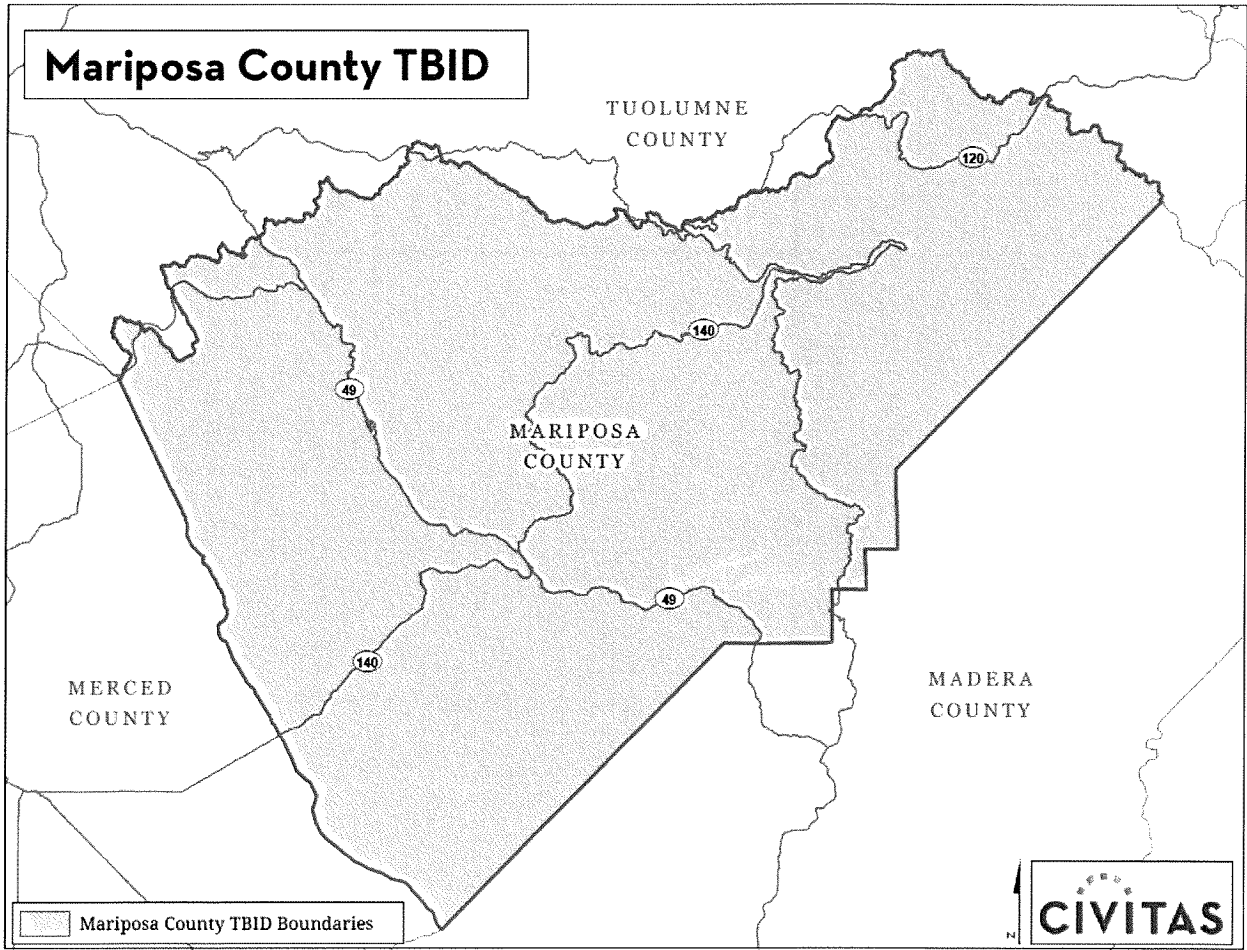 Mariposa County TBID
TUOLUMNE
COUNTY
120
140
49
MARIPOSA
COUNTY
49
140
MERCED
COUNTY
MADERA
COUNTY
Mariposa County TBID Boundaries
N
CIVITAS